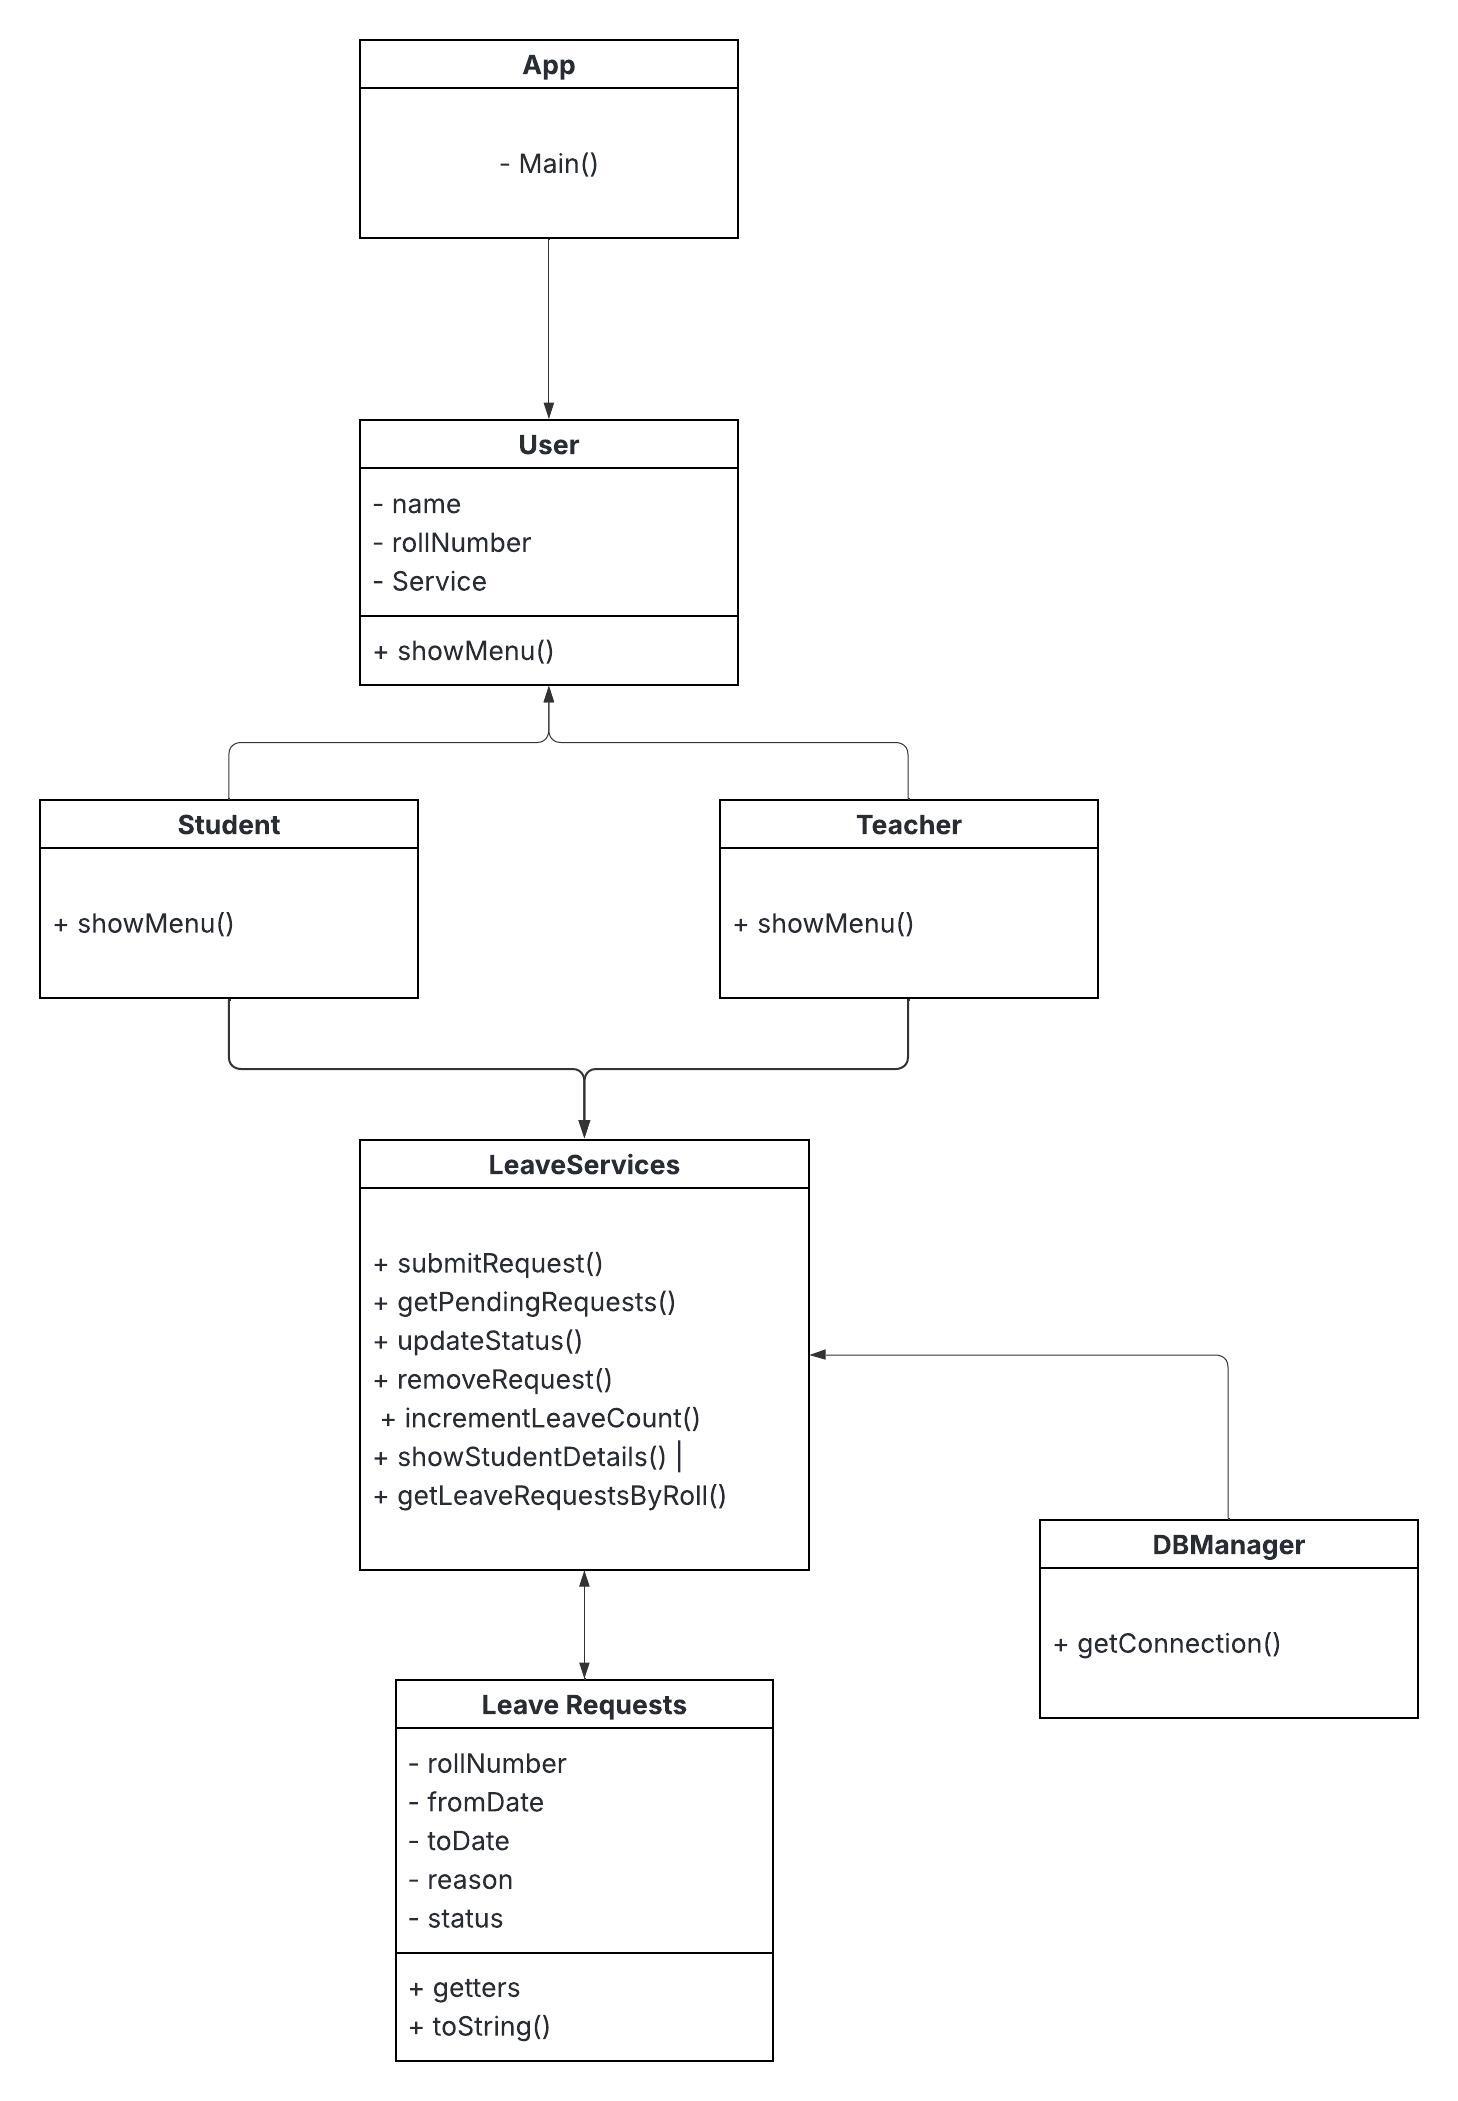 App
- Main()
User
- name
- rollNumber
- Service
+ showMenu()
Student
+ showMenu()
Teacher
+ showMenu()
LeaveServices
+ submitRequest()
+ getPendingRequests()
+ updateStatus()
+ removeRequest()
+ incrementLeaveCount()
+ showStudentDetails() |
+ getLeaveRequestsByRoll()
DBManager
+ getConnection()
Leave Requests
- rollNumber
- fromDate
- toDate
- reason
- status
+ getters
+ toString()